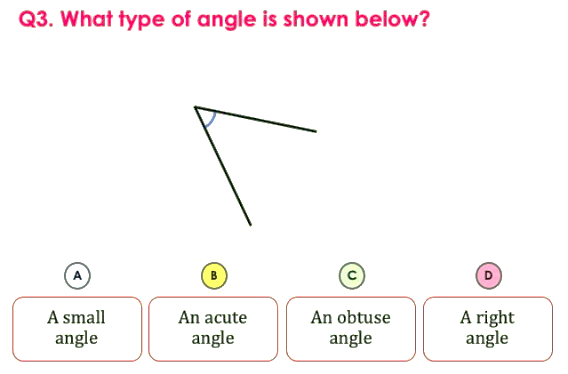 Q3. What type of angle is shown below?
A
B
C
D
A small
angle
An acute
angle
An obtuse
angle
A right
angle